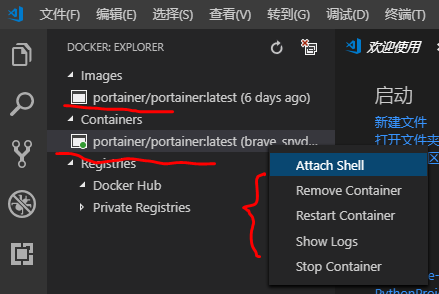 文件(F)
编辑(E)
选择(S)
查看(V)
转到(G)
调试(D)
终端(T)
DOCKER: EXPLORER
欢迎使用
Images
portainer/portainer:latest (6 days ago)
启动
Containers
新建文件
portainer/portainer:latest (brave_snyd...
打开文件夹
Registries
Docker Hub
Private Registries
Attach Shell
Remove Container
Restart Container
Show Logs
Stop Container